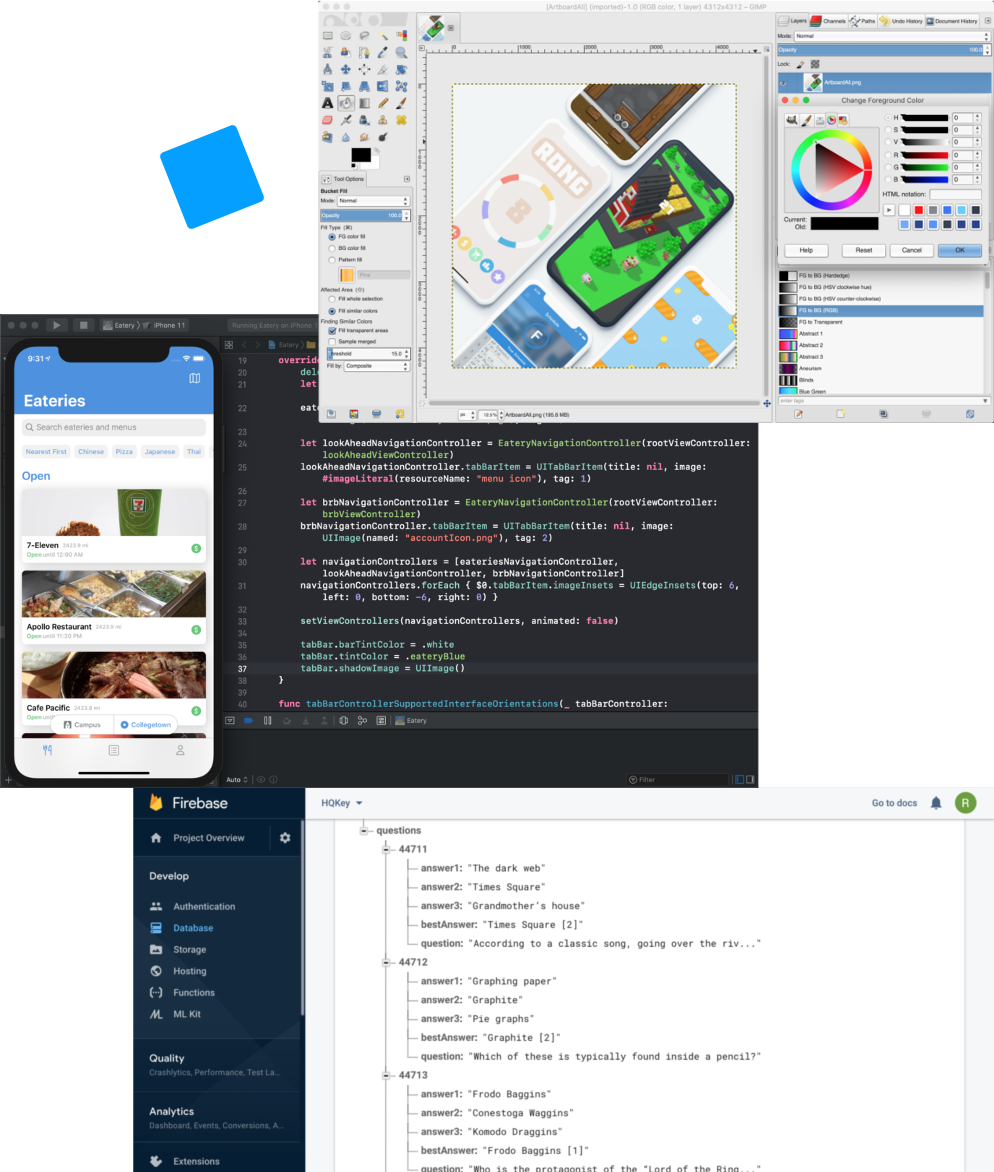 [ArtboardAll] (imported)-1.0 (RGB color, 1 layer) 4312x4312 – GIMP
Layers Channels Paths Undo History Document History
Mode: Normal
Opacity 100.0
Lock:
ArtboardAll.png
Change Foreground Color
H 0
S 0
V 0
R 0
G 0
B 0
HTML notation:
Current:
Old:
Help Reset Cancel OK
FG to BG (Hardedge)
FG to BG (HSV clockwise hue)
FG to BG (HSV counter-clockwise)
FG to BG (RGB)
FG to Transparent
Abstract 1
Abstract 2
Abstract 3
Aneurism
Blinds
Blue Green
enter tags
Tool Options
Bucket Fill
Mode: Normal
Opacity 100.0
Fill Type (⌘)
FG color fill
BG color fill
Pattern fill
Pine
Affected Area (⇧)
Fill whole selection
Fill similar colors
Finding Similar Colors
Fill transparent areas
Sample merged
Threshold 15.0
Fill by: Composite
0 1000 2000 3000 4000
RONG
8
F
px 12.5% ArtboardAll.png (195.6 MB)
Eatery 〉 iPhone 11
Running Eatery on iPhone 1
Eatery 〉
9:31
Eateries
Search eateries and menus
Nearest First Chinese Pizza Japanese Thai
Open
7-Eleven 2423.9 mi
Open until 12:00 AM
Apollo Restaurant 2423.9 mi
Open until 11:30 PM
Cafe Pacific 2423.8 mi
Campus Collegetown
19 override
20 del
21 let
22 eate
23
24 let lookAheadNavigationController = EateryNavigationController(rootViewController:
lookAheadViewController)
25 lookAheadNavigationController.tabBarItem = UITabBarItem(title: nil, image:
#imageLiteral(resourceName: "menu icon"), tag: 1)
26
27 let brbNavigationController = EateryNavigationController(rootViewController:
brbViewController)
28 brbNavigationController.tabBarItem = UITabBarItem(title: nil, image:
UIImage(named: "accountIcon.png"), tag: 2)
29
30 let navigationControllers = [eateriesNavigationController,
lookAheadNavigationController, brbNavigationController]
31 navigationControllers.forEach { $0.tabBarItem.imageInsets = UIEdgeInsets(top: 6,
left: 0, bottom: -6, right: 0) }
32
33 setViewControllers(navigationControllers, animated: false)
34
35 tabBar.barTintColor = .white
36 tabBar.tintColor = .eateryBlue
37 tabBar.shadowImage = UIImage()
38 }
39
40 func tabBarControllerSupportedInterfaceOrientations(_ tabBarController:
Eatery
Auto
Filter
Firebase
Project Overview
Develop
Authentication
Database
Storage
Hosting
Functions
ML Kit
Quality
Crashlytics, Performance, Test La...
Analytics
Dashboard, Events, Conversions, A...
Extensions
HQKey
Go to docs
R
questions
44711
answer1: "The dark web"
answer2: "Times Square"
answer3: "Grandmother's house"
bestAnswer: "Times Square [2]"
question: "According to a classic song, going over the riv..."
44712
answer1: "Graphing paper"
answer2: "Graphite"
answer3: "Pie graphs"
bestAnswer: "Graphite [2]"
question: "Which of these is typically found inside a pencil?"
44713
answer1: "Frodo Baggins"
answer2: "Conestoga Waggins"
answer3: "Komodo Draggins"
bestAnswer: "Frodo Baggins [1]"
question: "Who is the protagonist of the "Lord of the Ring..."